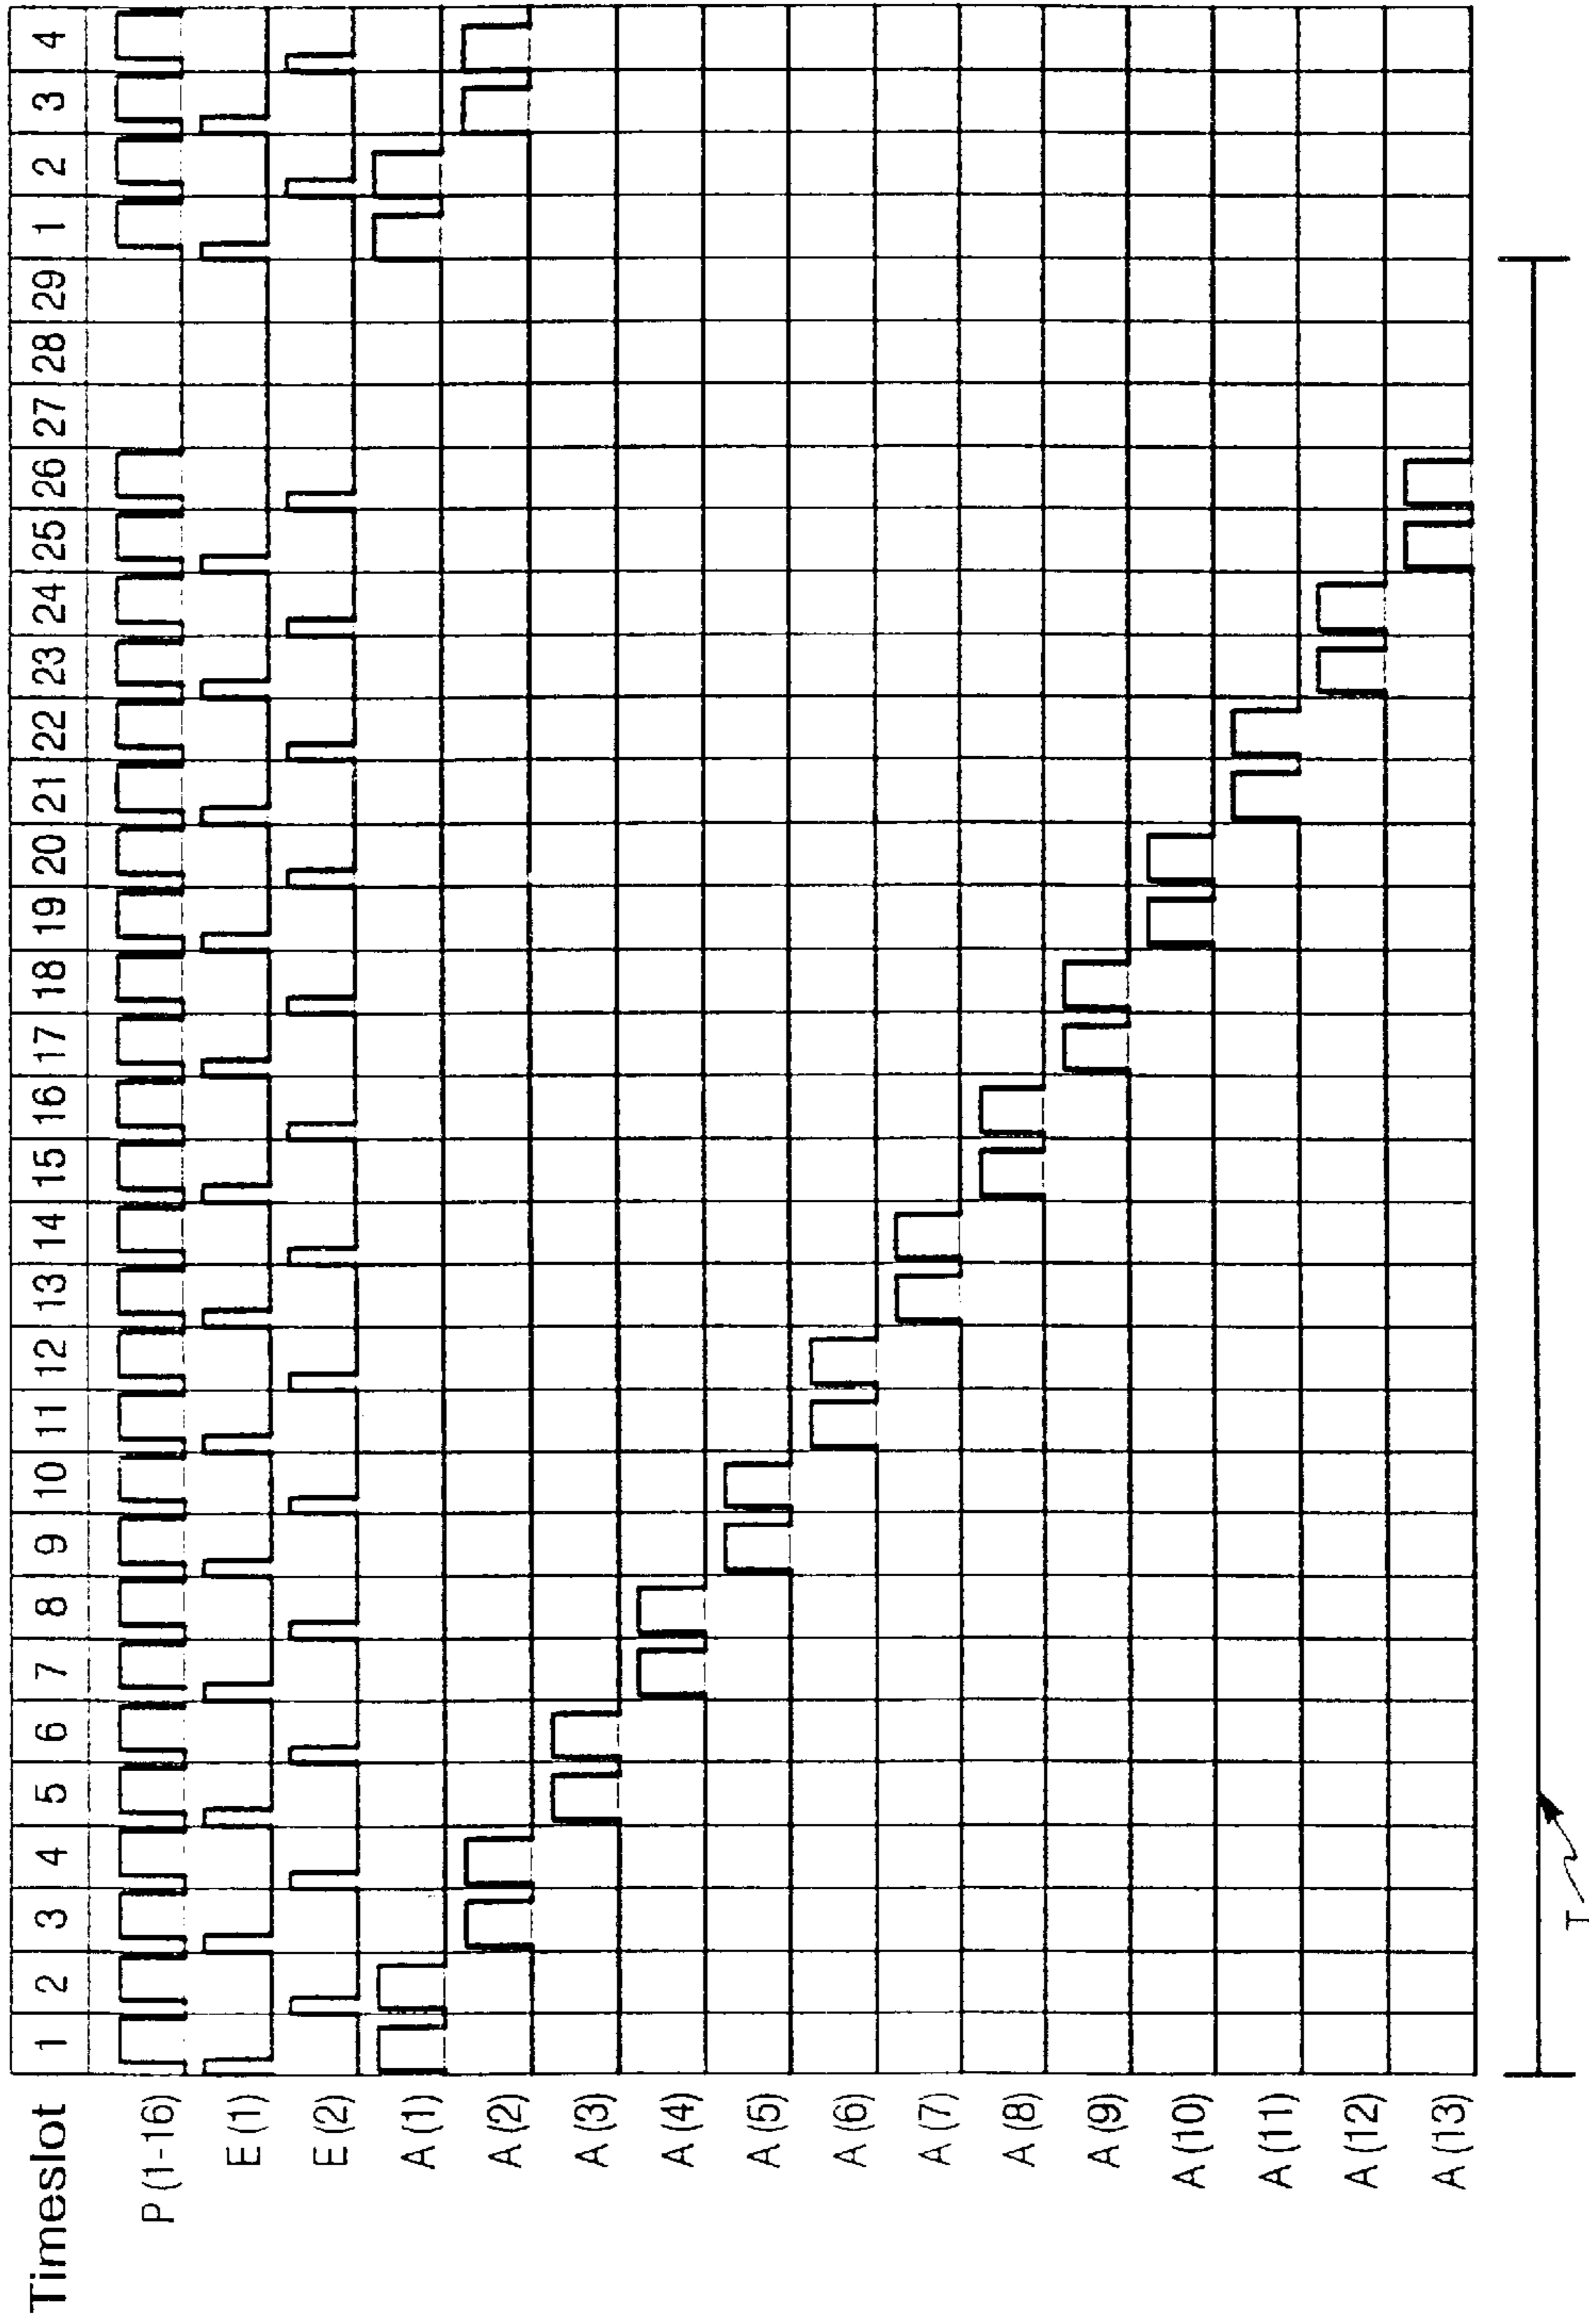 Timeslot 1 2 3 4 5 6 7 8 9 10 11 12 13 14 15 16 17 18 19 20 21 22 23 24 25 26 27 28 29 1 2 3 4
P (1-16)
E (1)
E (2)
A (1)
A (2)
A (3)
A (4)
A (5)
A (6)
A (7)
A (8)
A (9)
A (10)
A (11)
A (12)
A (13)
T